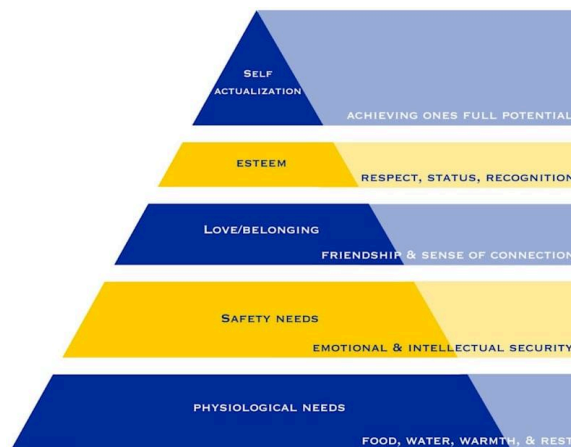 SELF
ACTUALIZATION
ACHIEVING ONES FULL POTENTIAL
ESTEEM
RESPECT, STATUS, RECOGNITION
LOVE/BELONGING
FRIENDSHIP & SENSE OF CONNECTION
SAFETY NEEDS
EMOTIONAL & INTELLECTUAL SECURITY
PHYSIOLOGICAL NEEDS
FOOD, WATER, WARMTH, & REST